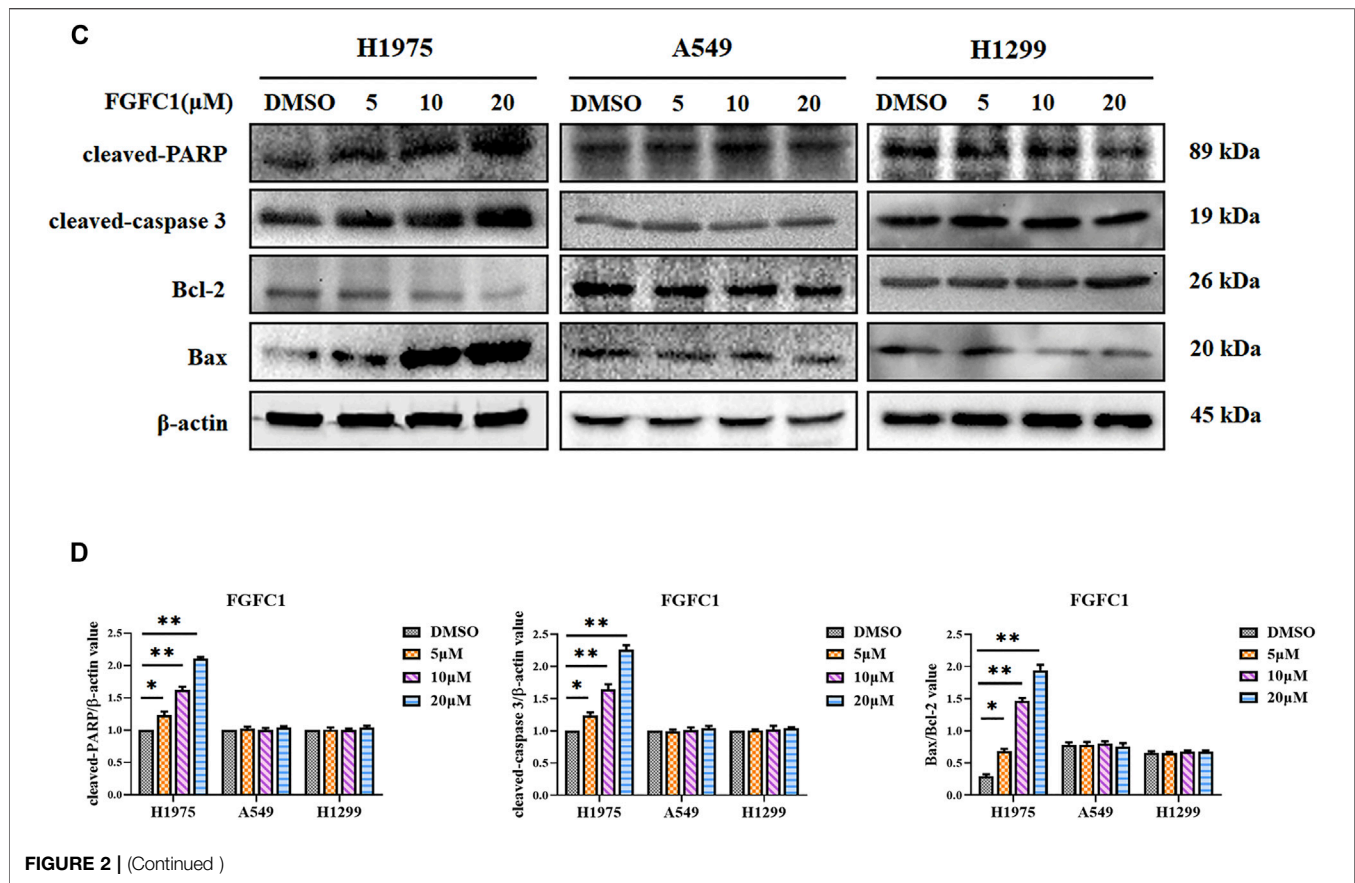 C
H1975 A549 H1299
FGFC1(μM) DMSO 5 10 20 DMSO 5 10 20 DMSO 5 10 20
cleaved-PARP 89 kDa
cleaved-caspase 3 19 kDa
Bcl-2 26 kDa
Bax 20 kDa
β-actin 45 kDa
D
FGFC1
cleaved-PARP/β-actin value
2.5
2.0
1.5
1.0
0.5
0.0
** 
**
*
H1975 A549 H1299
DMSO
5μM
10μM
20μM
FGFC1
cleaved-caspase 3/β-actin value
2.5
2.0
1.5
1.0
0.5
0.0
**
**
*
H1975 A549 H1299
DMSO
5μM
10μM
20μM
FGFC1
Bax/Bcl-2 value
2.5
2.0
1.5
1.0
0.5
0.0
**
**
*
H1975 A549 H1299
DMSO
5μM
10μM
20μM
FIGURE 2 | (Continued )